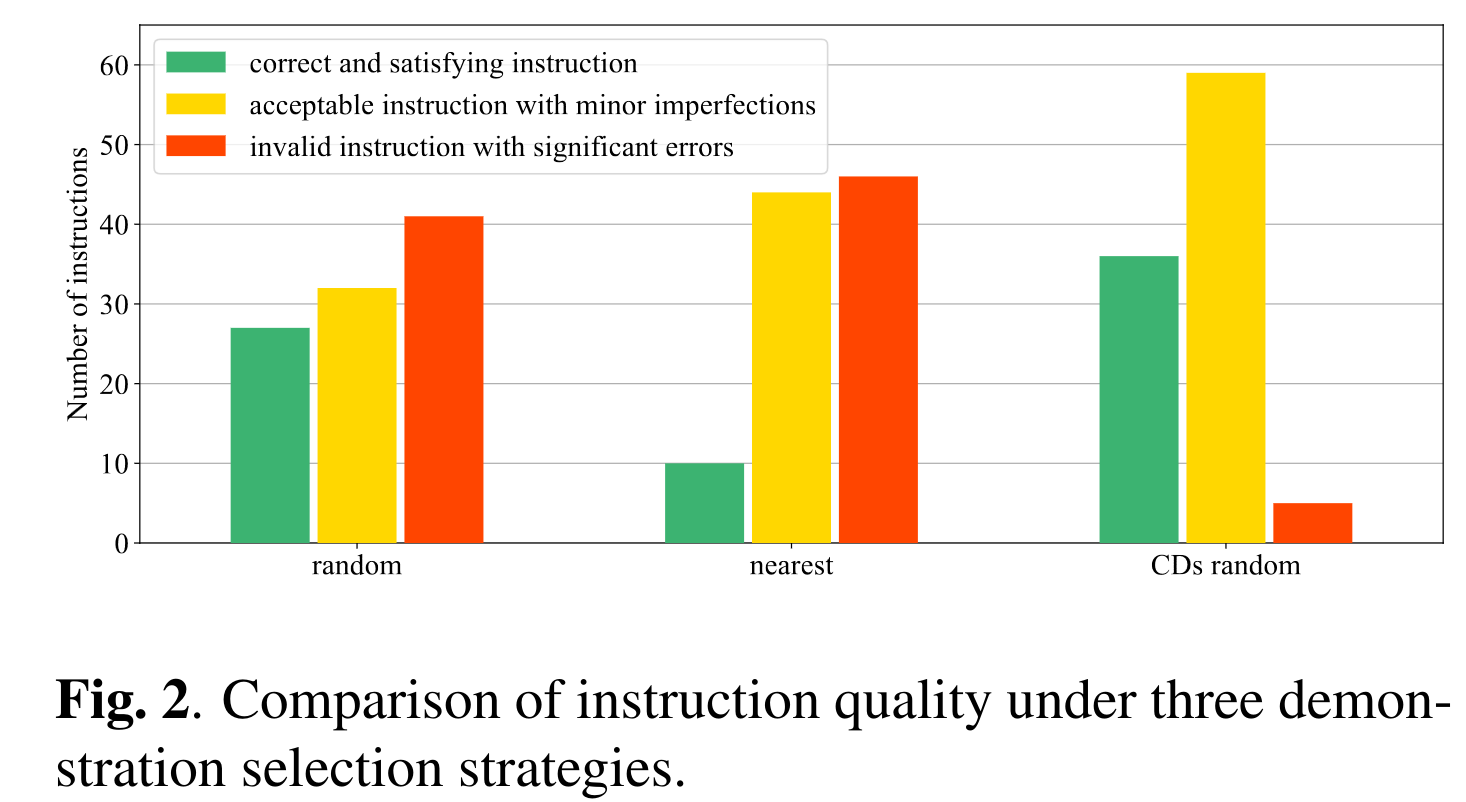 60
50
40
30
20
10
0
Number of instructions
correct and satisfying instruction
acceptable instruction with minor imperfections
invalid instruction with significant errors
random
nearest
CDs random
Fig. 2. Comparison of instruction quality under three demon-
stration selection strategies.